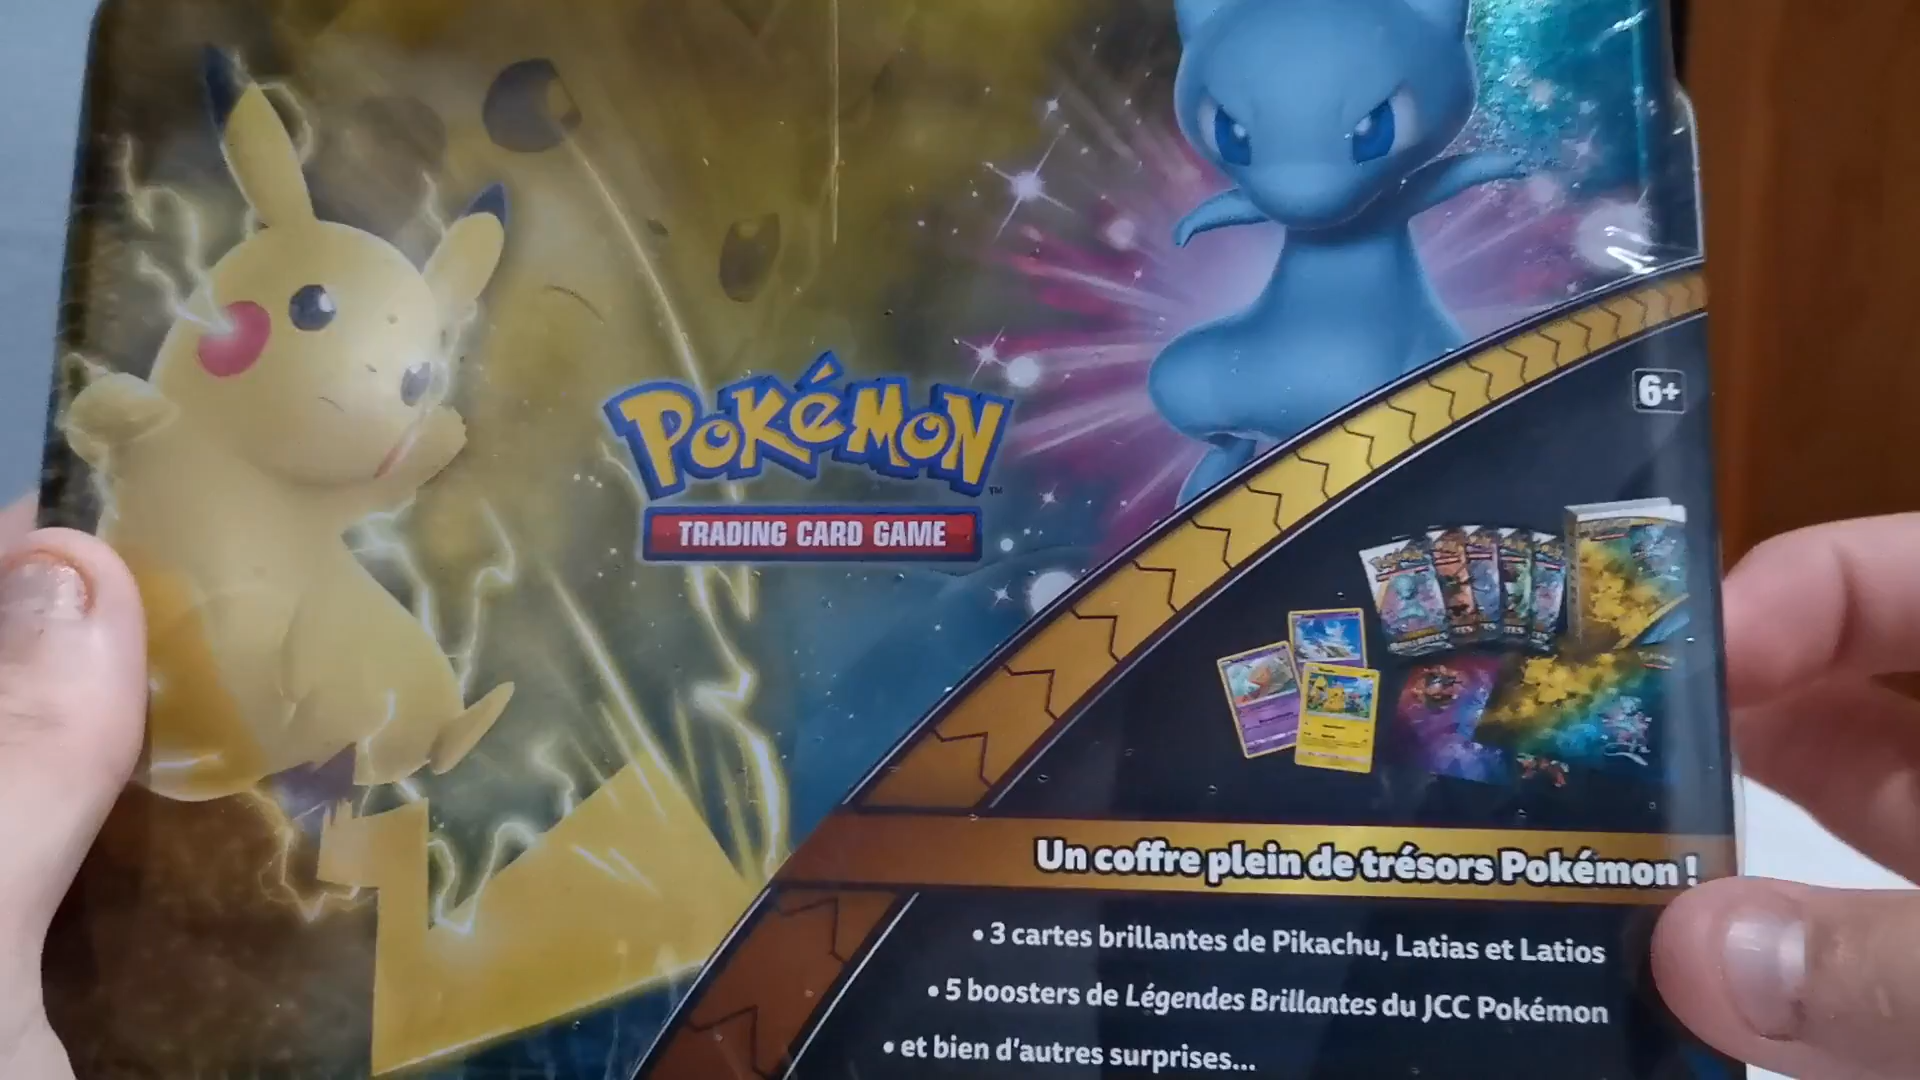 POKéMON
TM
TRADING CARD GAME
6+
Un coffre plein de trésors Pokémon !
• 3 cartes brillantes de Pikachu, Latias et Latios
• 5 boosters de Légendes Brillantes du JCC Pokémon
• et bien d'autres surprises...